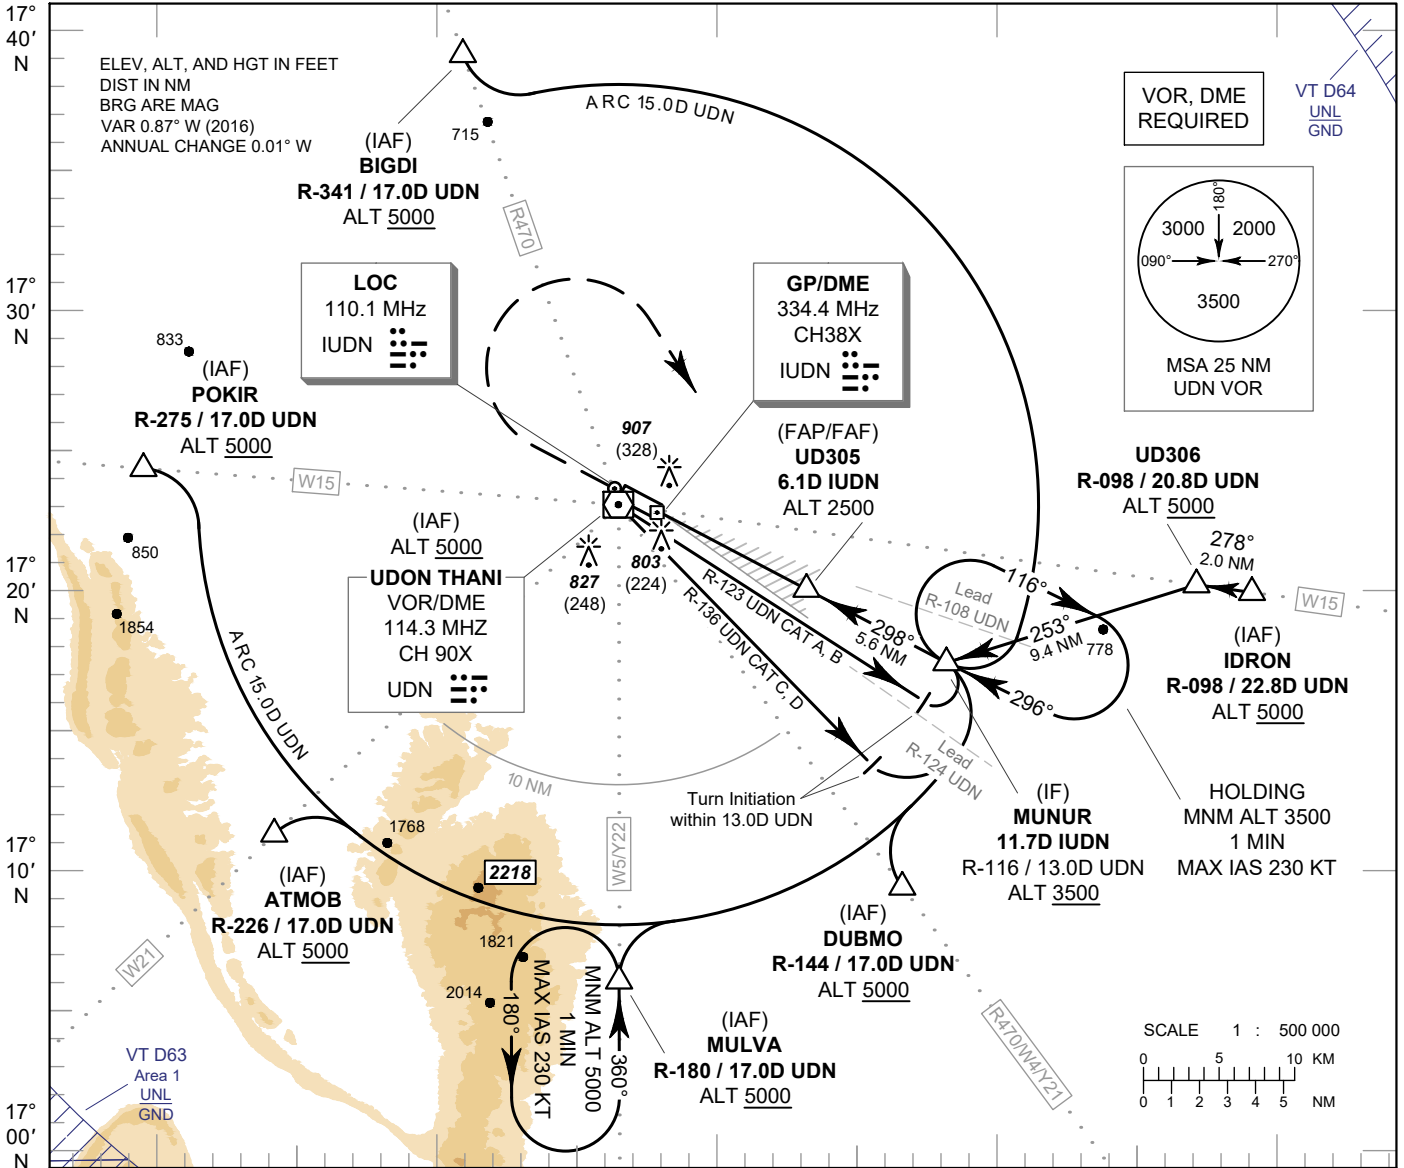 17°
40′
N
ELEV, ALT, AND HGT IN FEET
DIST IN NM
BRG ARE MAG
VAR 0.87° W (2016)
ANNUAL CHANGE 0.01° W
(IAF)
BIGDI
R-341 / 17.0D UDN
ALT 5000
715
R470
ARC 15.0D UDN
VOR, DME
REQUIRED
VT D64
UNL
GND
3000
2000
180°
090°
270°
3500
MSA 25 NM
UDN VOR
17°
30′
N
LOC
110.1 MHz
IUDN
GP/DME
334.4 MHz
CH38X
IUDN
833
(IAF)
POKIR
R-275 / 17.0D UDN
ALT 5000
W15
907
(328)
(FAP/FAF)
UD305
6.1D IUDN
ALT 2500
UD306
R-098 / 20.8D UDN
ALT 5000
278°
2.0 NM
W15
(IAF)
IDRON
R-098 / 22.8D UDN
ALT 5000
(IAF)
ALT 5000
UDON THANI
VOR/DME
114.3 MHZ
CH 90X
UDN
827
(248)
803
(224)
850
17°
20′
N
1854
R-123 UDN CAT A, B
R-136 UDN CAT C, D
Lead
R-108 UDN
116°
298°
5.6 NM
253°
9.4 NM
778
296°
ARC 15.0D UDN
10 NM
Lead
R-124 UDN
Turn Initiation
within 13.0D UDN
(IF)
MUNUR
11.7D IUDN
R-116 / 13.0D UDN
ALT 3500
HOLDING
MNM ALT 3500
1 MIN
MAX IAS 230 KT
17°
10′
N
1768
2218
W5/Y22
(IAF)
ATMOB
R-226 / 17.0D UDN
ALT 5000
W21
1821
2014
180°
MAX IAS 230 KT
1 MIN
MNM ALT 5000
360°
(IAF)
DUBMO
R-144 / 17.0D UDN
ALT 5000
(IAF)
MULVA
R-180 / 17.0D UDN
ALT 5000
R470/W4/Y21
VT D63
Area 1
UNL
GND
SCALE 1 : 500 000
0 5 10 KM
0 1 2 3 4 5 NM
17°
00′
N